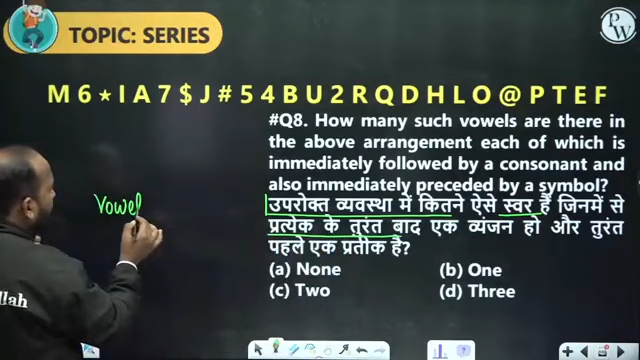 TOPIC: SERIES
PW
M 6 ★ I A 7 $ J # 5 4 B U 2 R Q D H L O @ P T E F
#Q8. How many such vowels are there in
the above arrangement each of which is
immediately followed by a consonant and
also immediately preceded by a symbol?
उपरोक्त व्यवस्था में कितने ऐसे स्वर हैं जिनमें से
प्रत्येक के तुरंत बाद एक व्यंजन हो और तुरंत
पहले एक प्रतीक है?
(a) None (b) One
(c) Two (d) Three
Vowel
llah